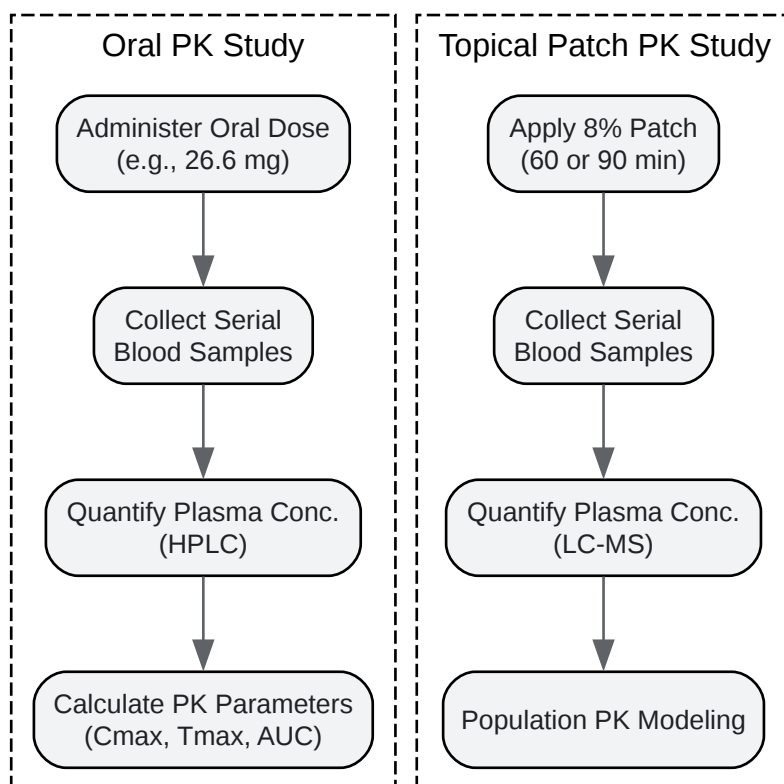 Oral PK Study
Administer Oral Dose
(e.g., 26.6 mg)
Collect Serial
Blood Samples
Quantify Plasma Conc.
(HPLC)
Calculate PK Parameters
(Cmax, Tmax, AUC)
Topical Patch PK Study
Apply 8% Patch
(60 or 90 min)
Collect Serial
Blood Samples
Quantify Plasma Conc.
(LC-MS)
Population PK Modeling